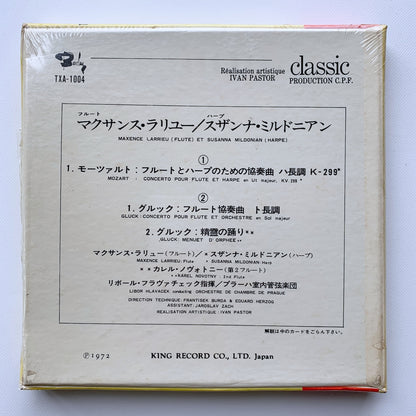 Barclay
TXA-1004
Réalisation artistique
IVAN PASTOR
classic
PRODUCTION C.P.F.
フルート ハープ
マクサンス・ラリュー/スザンナ・ミルドニアン
MAXENCE LARRIEU (FLUTE) ET SUSANNA MILDONIAN (HARPE)
①
1. モーツァルト：フルートとハープのための協奏曲 ハ長調 K-299*
MOZART : CONCERTO POUR FLUTE ET HARPE en Ut majeur, KV 299*
②
1. グルック：フルート協奏曲 ト長調
GLUCK: CONCERTO POUR FLUTE ET ORCHESTRE en Sol majeur
2. グルック：精霊の踊り**
GLUCK: MENUET D' ORPHEE**
マクサンス・ラリュー(フルート)/*スザンナ・ミルドニアン(ハープ)
MAXENCE LARRIEU, Flute * SUSANNA MILDONIAN Harp
**カレル・ノヴォトニー(第2フルート)
**KAREL NOVOTNY : 2nd Flute
リボール・フラヴァチェック指揮/プラーハ室内管弦楽団
LIBOR HLAVACEK conducting ORCHESTRE DE CHAMBRE DE PRAGUE
DIRECTION TECHNIQUE: FRANTISEK BURDA & EDUARD HERZOG
ASSISTANT: JAROSLAV ZACH
REALISATION ARTISTIQUE : IVAN PASTOR
解説は中のカードをごらん下さい。
Ⓟ1972
KING RECORD CO., LTD. Japan